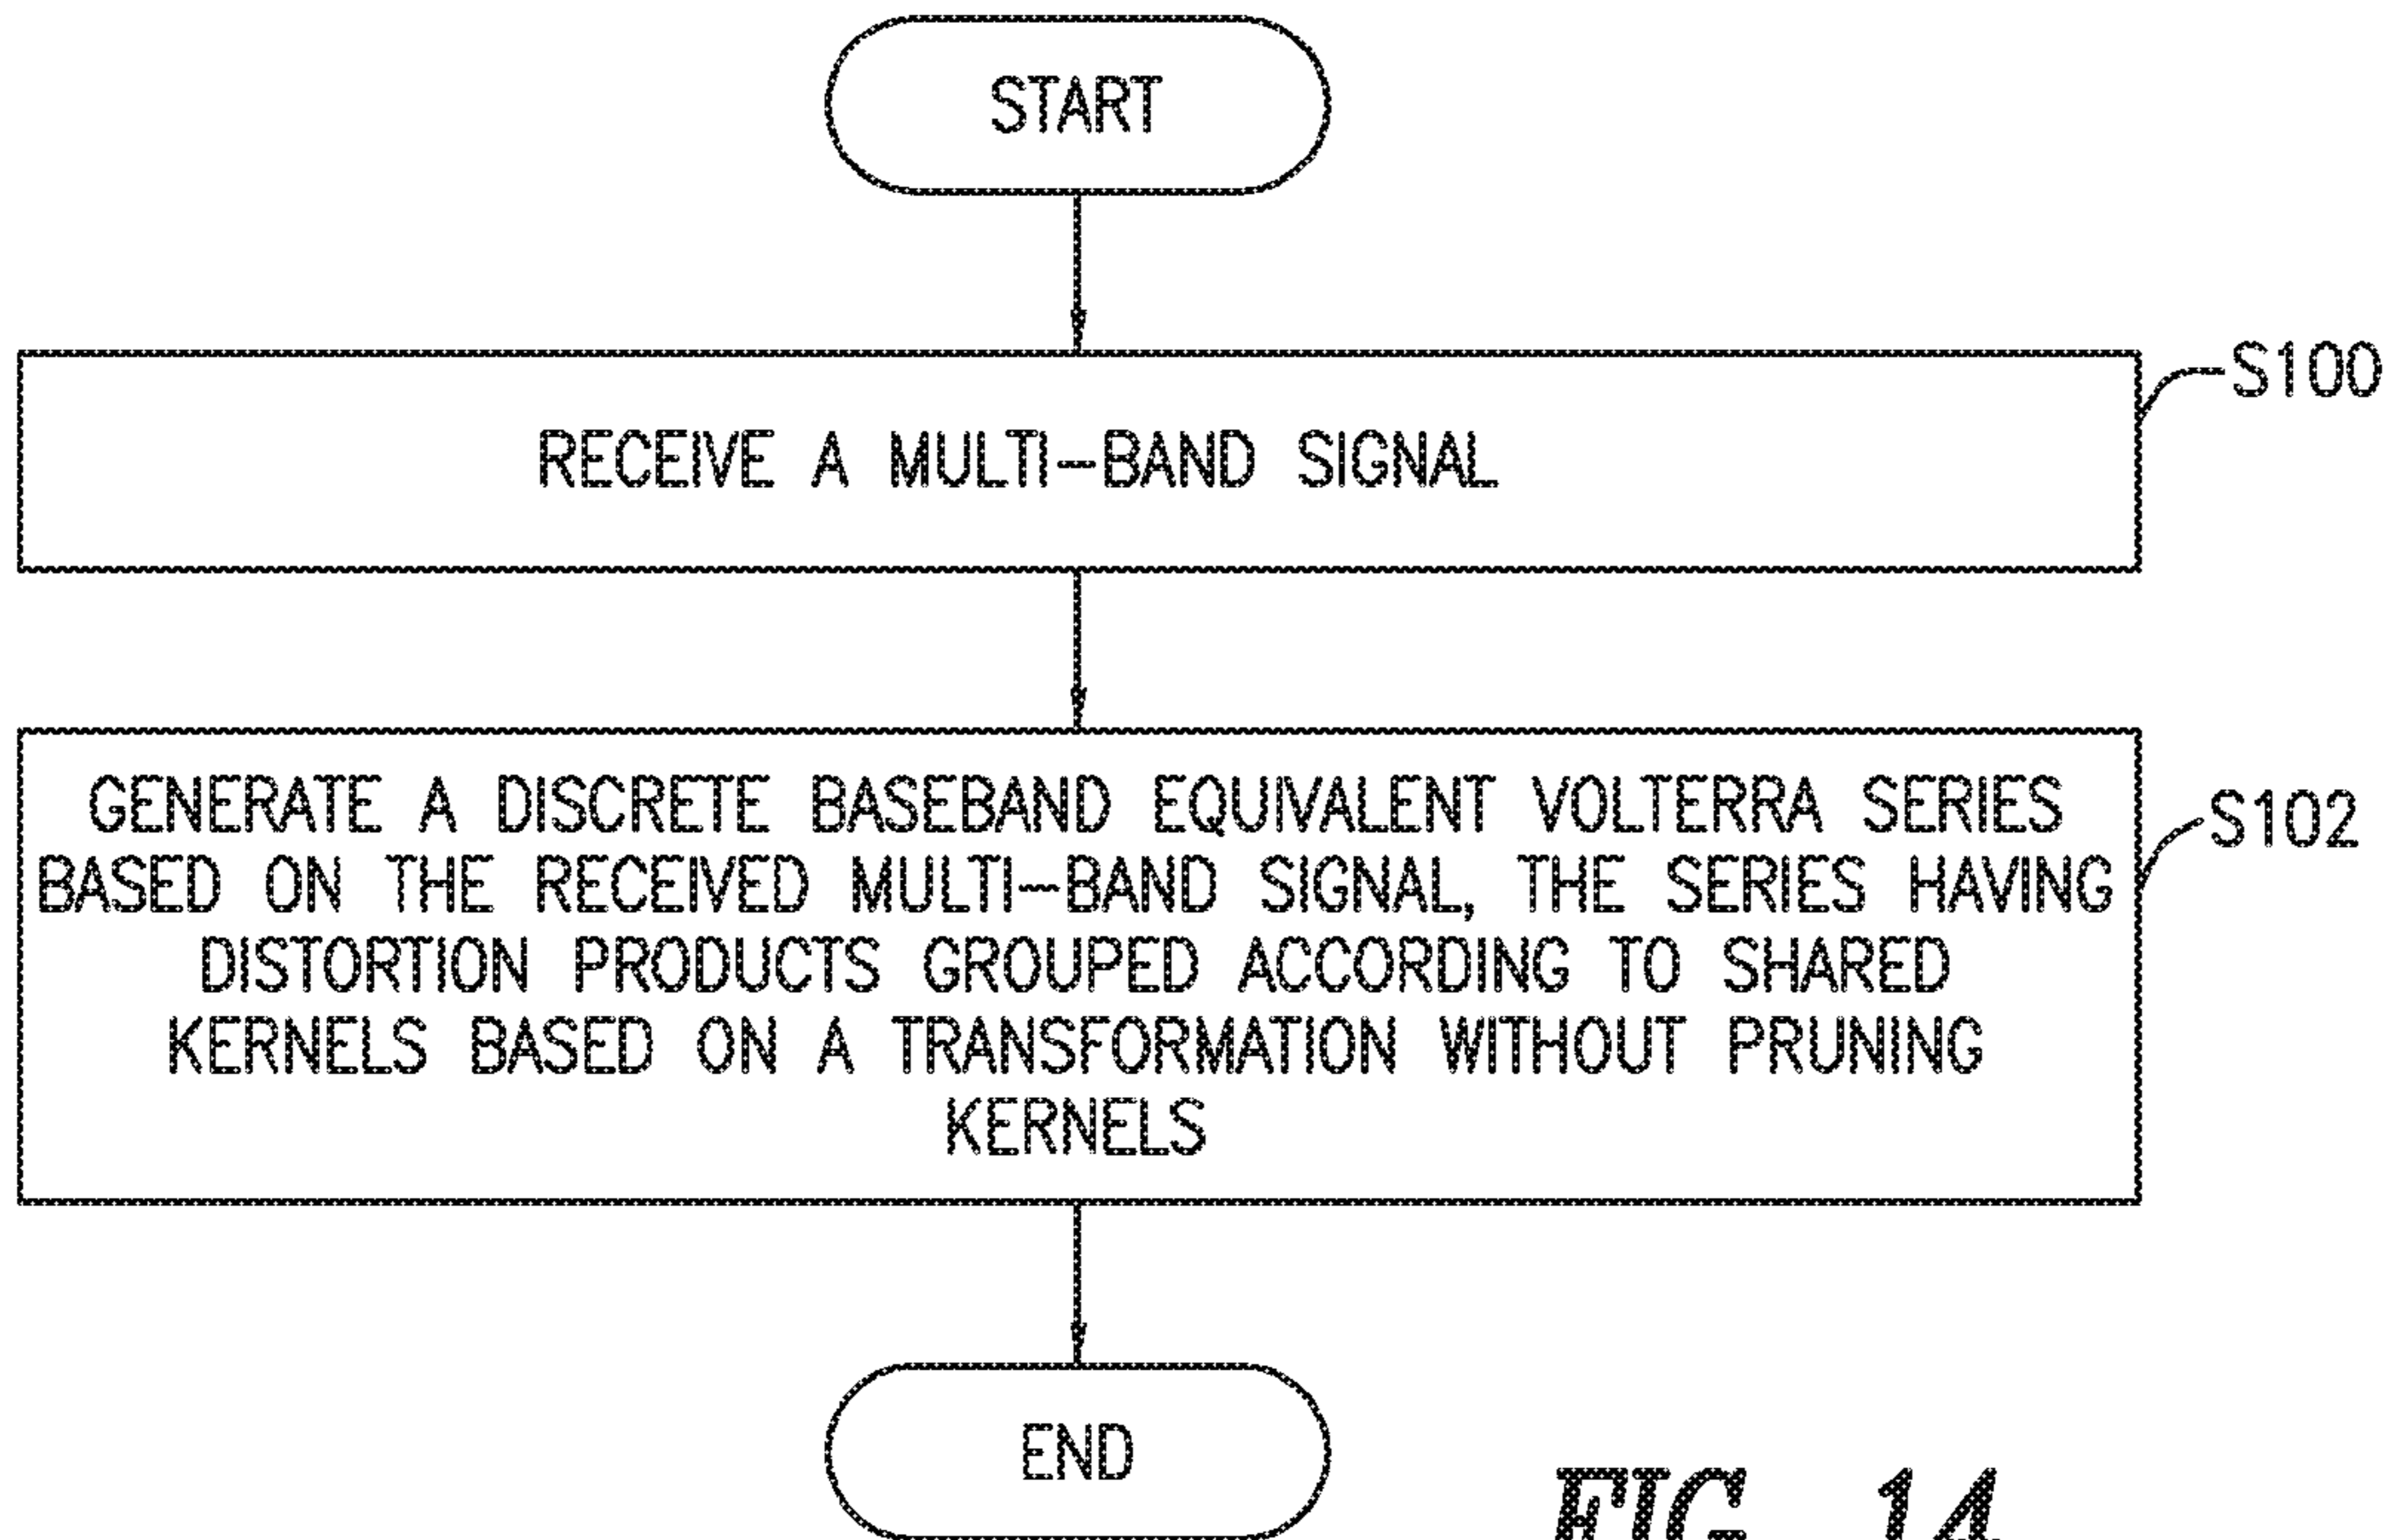 START
RECEIVE A MULTI-BAND SIGNAL
S100
GENERATE A DISCRETE BASEBAND EQUIVALENT VOLTERRA SERIES
BASED ON THE RECEIVED MULTI-BAND SIGNAL, THE SERIES HAVING
DISTORTION PRODUCTS GROUPED ACCORDING TO SHARED
KERNELS BASED ON A TRANSFORMATION WITHOUT PRUNING
KERNELS
S102
END
FIG. 14